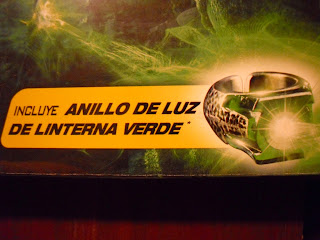 INCLUYE ANILLO DE LUZ
DE LINTERNA VERDE*